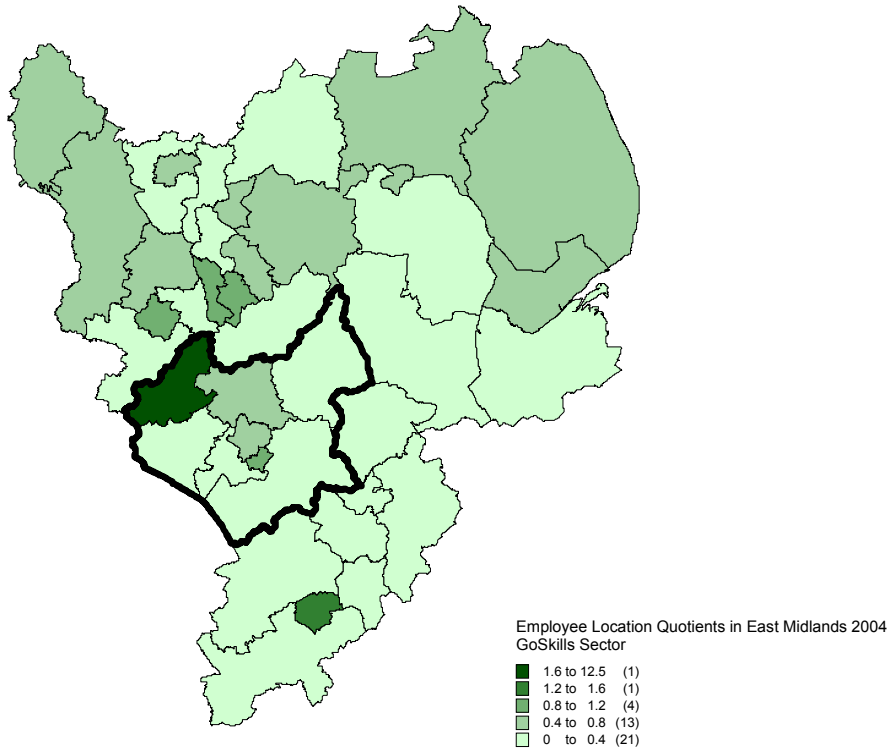 Employee Location Quotients in East Midlands 2004
GoSkills Sector
1.6 to 12.5 (1)
1.2 to 1.6 (1)
0.8 to 1.2 (4)
0.4 to 0.8 (13)
0 to 0.4 (21)